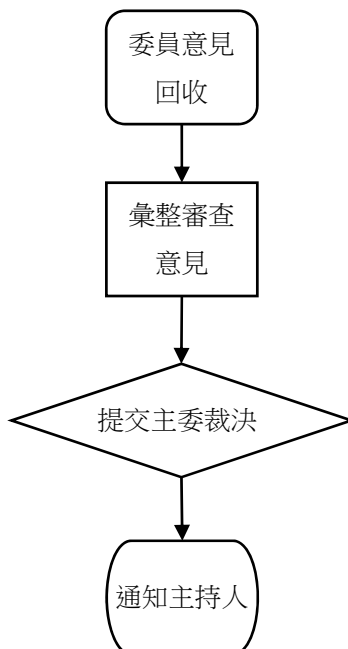 委員意見
回收
彙整審查
意見
提交主委裁決
通知主持人